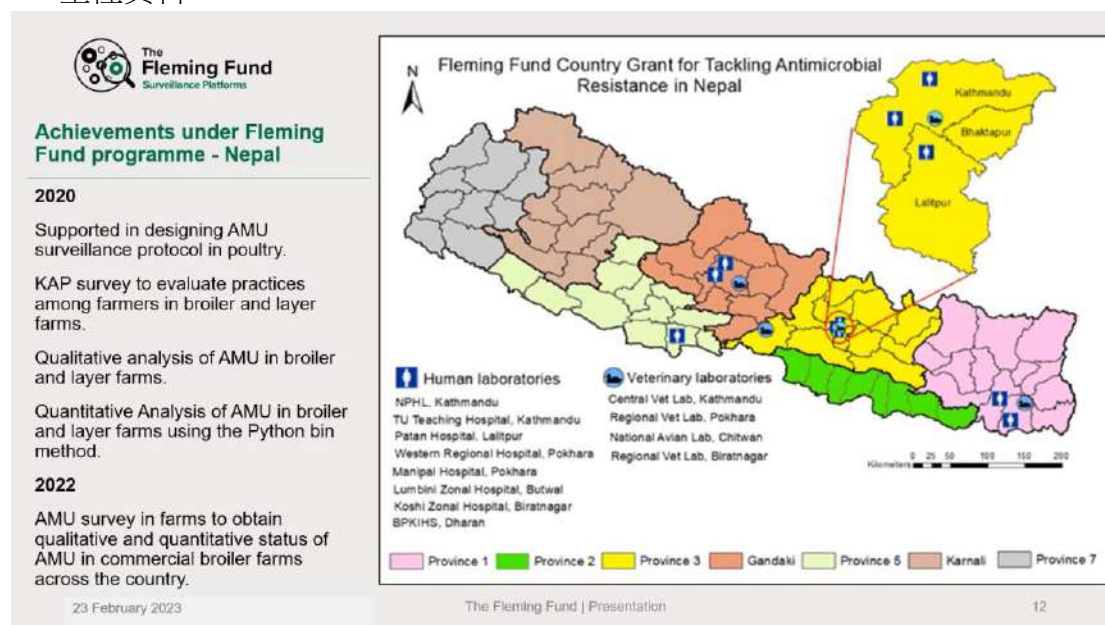 The
Fleming Fund
Surveillance Platforms
Achievements under Fleming
Fund programme - Nepal
2020
Supported in designing AMU
surveillance protocol in poultry.
KAP survey to evaluate practices
among farmers in broiler and layer
farms.
Qualitative analysis of AMU in broiler
and layer farms.
Quantitative Analysis of AMU in broiler
and layer farms using the Python bin
method.
2022
AMU survey in farms to obtain
qualitative and quantitative status of
AMU in commercial broiler farms
across the country.
N
Fleming Fund Country Grant for Tackling Antimicrobial
Resistance in Nepal
Kathmandu
Bhaktapur
Lalitpur
Human laboratories
NPHL, Kathmandu
TU Teaching Hospital, Kathmandu
Patan Hospital, Lalitpur
Western Regional Hospital, Pokhara
Manipal Hospital, Pokhara
Lumbini Zonal Hospital, Butwal
Koshi Zonal Hospital, Biratnagar
BPKIHS, Dharan
Veterinary laboratories
Central Vet Lab, Kathmandu
Regional Vet Lab, Pokhara
National Avian Lab, Chitwan
Regional Vet Lab, Biratnagar
Kilometers
0 25 50 100 150 200
Province 1 Province 2 Province 3 Gandaki Province 5 Karnali Province 7
23 February 2023 The Fleming Fund | Presentation 12